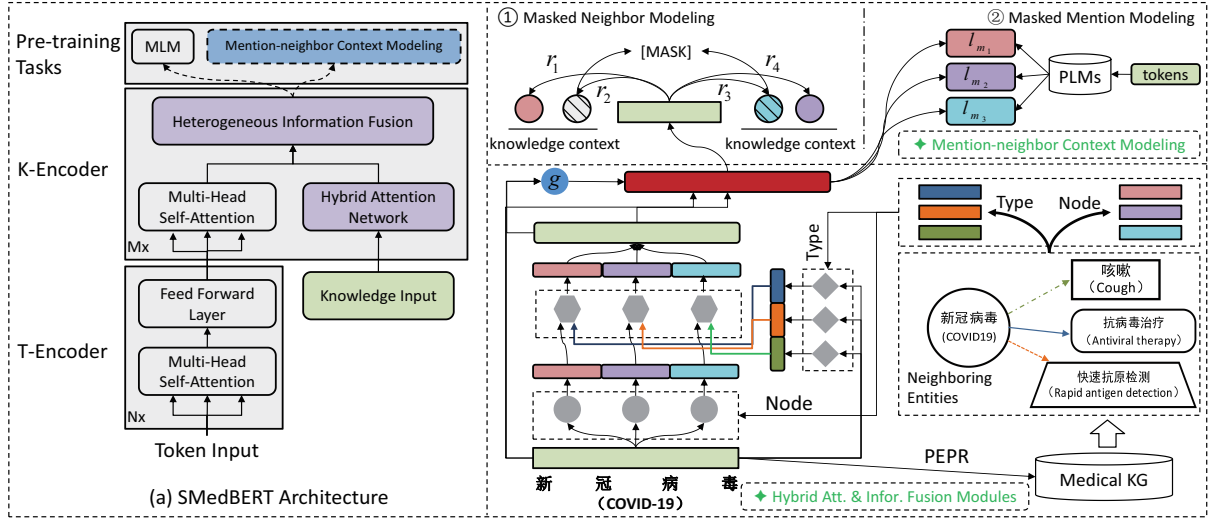 Pre-training
Tasks
MLM
Mention-neighbor Context Modeling
K-Encoder
Heterogeneous Information Fusion
Multi-Head
Self-Attention
Hybrid Attention
Network
Mx
Knowledge Input
T-Encoder
Feed Forward
Layer
Multi-Head
Self-Attention
Nx
Token Input
(a) SMedBERT Architecture
① Masked Neighbor Modeling
[MASK]
r1
r2
r3
r4
knowledge context
knowledge context
② Masked Mention Modeling
lm1
lm2
lm3
PLMs
tokens
✦ Mention-neighbor Context Modeling
g
Type
Type
Node
新冠病毒
(COVID19)
咳嗽
(Cough)
抗病毒治疗
(Antiviral therapy)
快速抗原检测
(Rapid antigen detection)
Neighboring
Entities
Node
PEPR
Medical KG
新 冠 病 毒
(COVID-19)
✦ Hybrid Att. & Infor. Fusion Modules